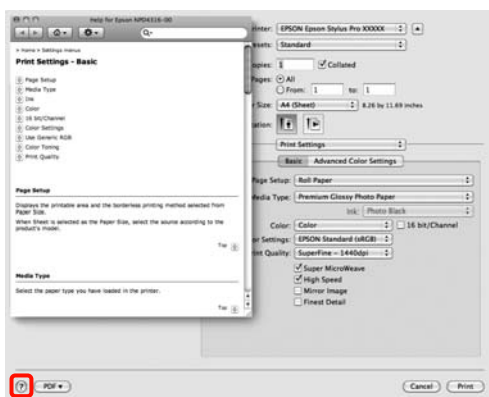 Help for Epson NPD4316-00
Q-
> Home > Settings menus
Print Settings - Basic
Page Setup
Media Type
Ink
Color
16 bit/Channel
Color Settings
Use Generic RGB
Color Toning
Print Quality
Page Setup
Displays the printable area and the borderless printing method selected from
Paper Size.
When Sheet is selected as the Paper Size, select the source according to the
product's model.
Top
Media Type
Select the paper type you have loaded in the printer.
Top
inter: EPSON Epson Stylus Pro XXXXX
sets: Standard
opies: 1 Collated
Pages: All
From: 1 to: 1
r Size: A4 (Sheet) 8.26 by 11.69 inches
ation:
Print Settings
Basic Advanced Color Settings
Page Setup: Roll Paper
Media Type: Premium Glossy Photo Paper
Ink: Photo Black
Color: Color 16 bit/Channel
or Settings: EPSON Standard (sRGB)
int Quality: SuperFine - 1440dpi
Super MicroWeave
High Speed
Mirror Image
Finest Detail
? PDF Cancel Print